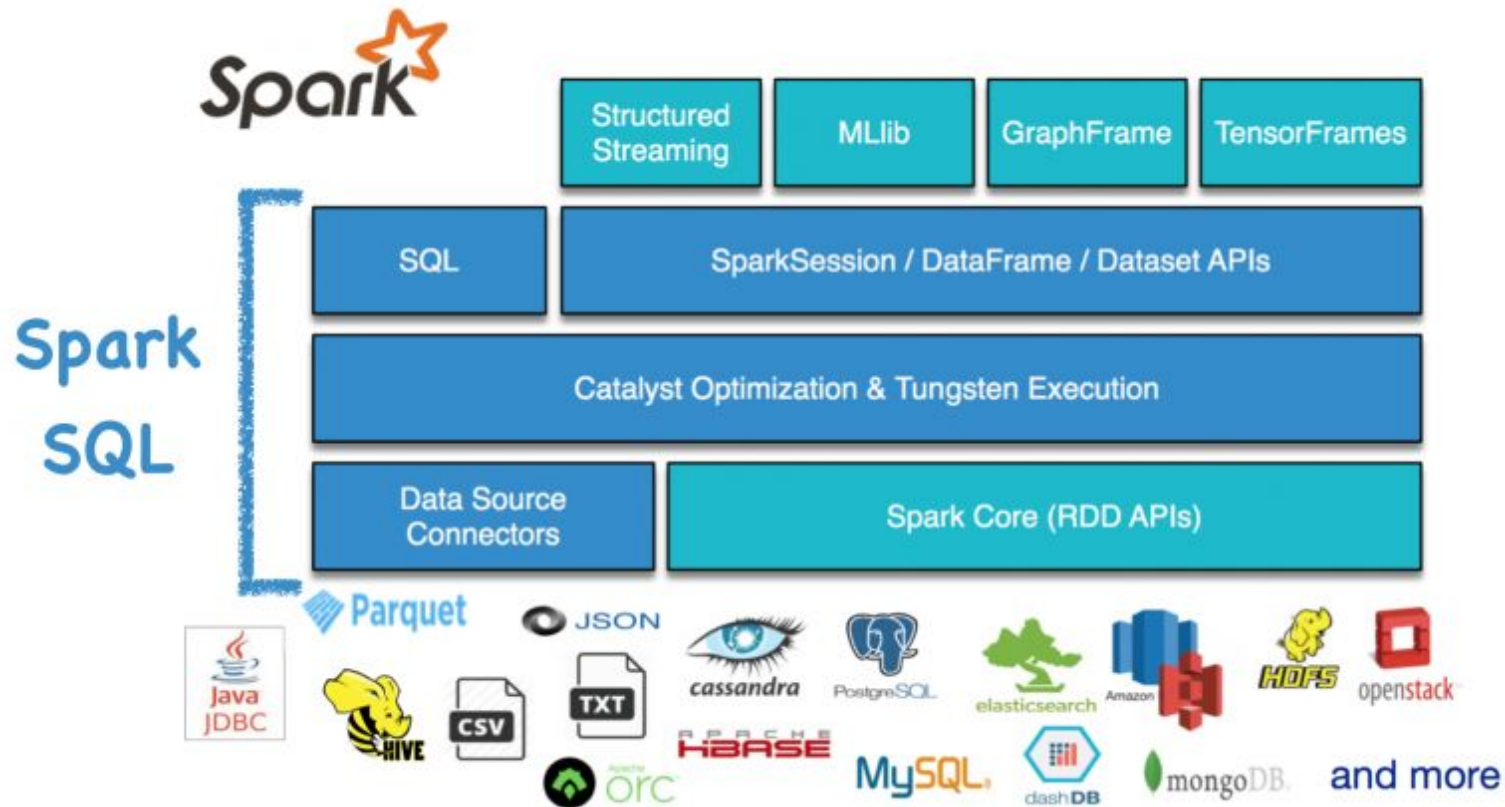 Spark
Structured
Streaming
MLlib
GraphFrame
TensorFrames
Spark
SQL
SQL
SparkSession / DataFrame / Dataset APIs
Catalyst Optimization & Tungsten Execution
Data Source
Connectors
Spark Core (RDD APIs)
Parquet
JSON
Java
JDBC
HIVE
CSV
TXT
cassandra
PostgreSQL
elasticsearch
Amazon
HDFS
openstack
Apache
orc
APACHE
HBASE
MySQL
dashDB
mongoDB
and more